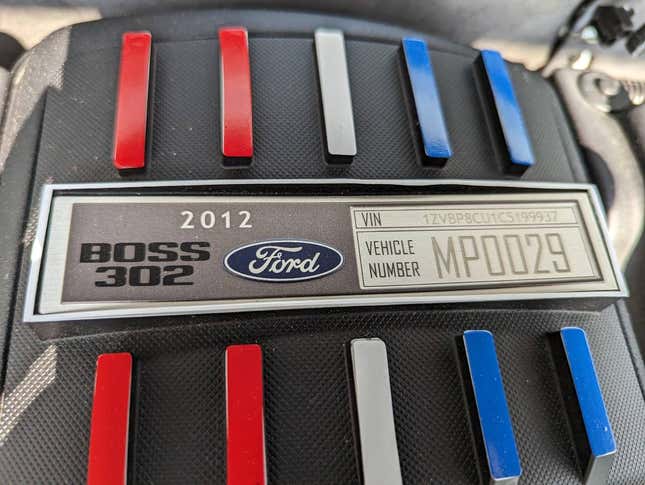 2012
BOSS
302
Ford
VIN 1ZVBP8CU1C5199937
VEHICLE NUMBER MP0029